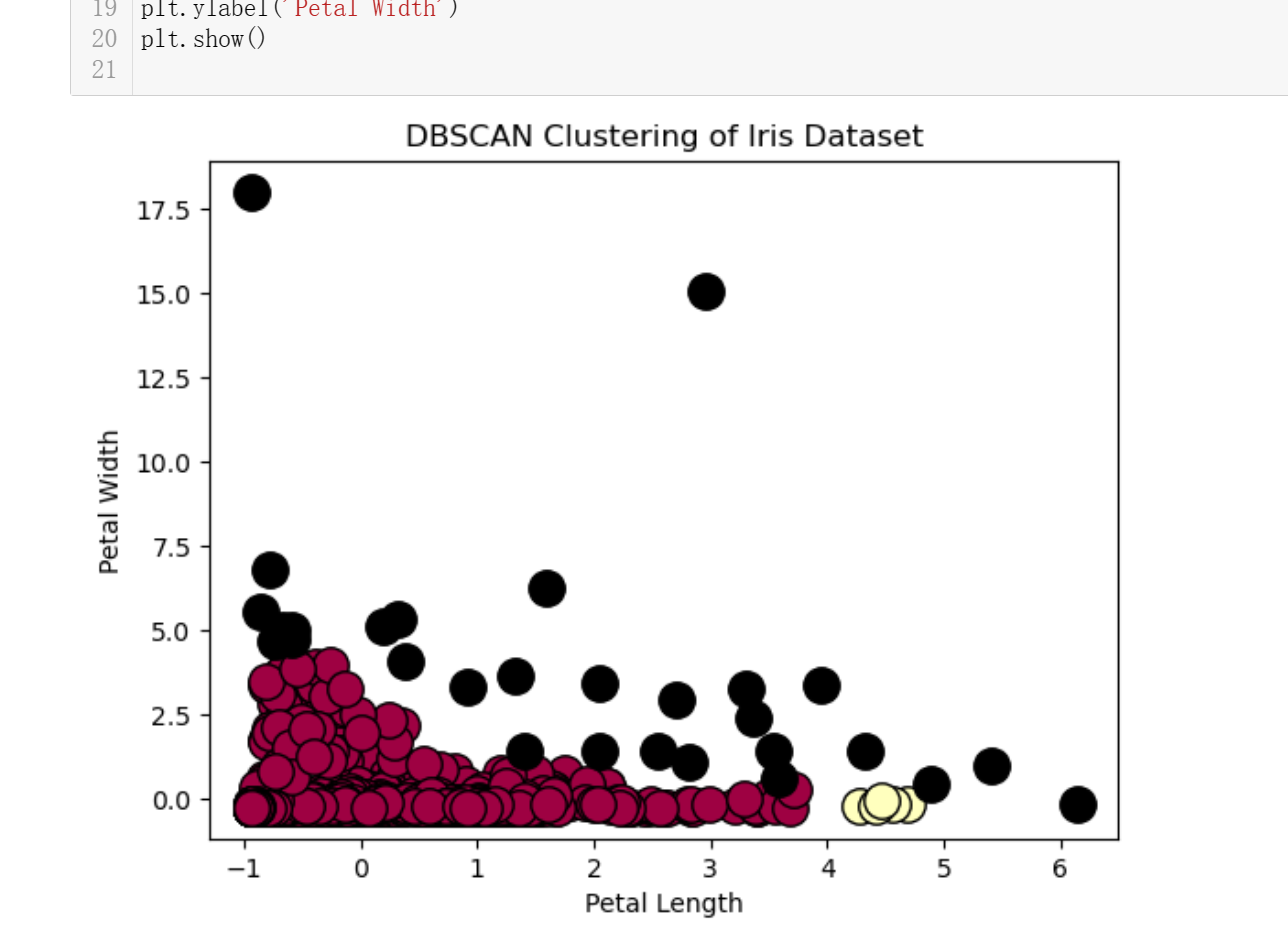 19 plt.ylabel('Petal Width')
20 plt.show()
21
DBSCAN Clustering of Iris Dataset
17.5
15.0
12.5
10.0
7.5
5.0
2.5
0.0
Petal Width
−1 0 1 2 3 4 5 6
Petal Length